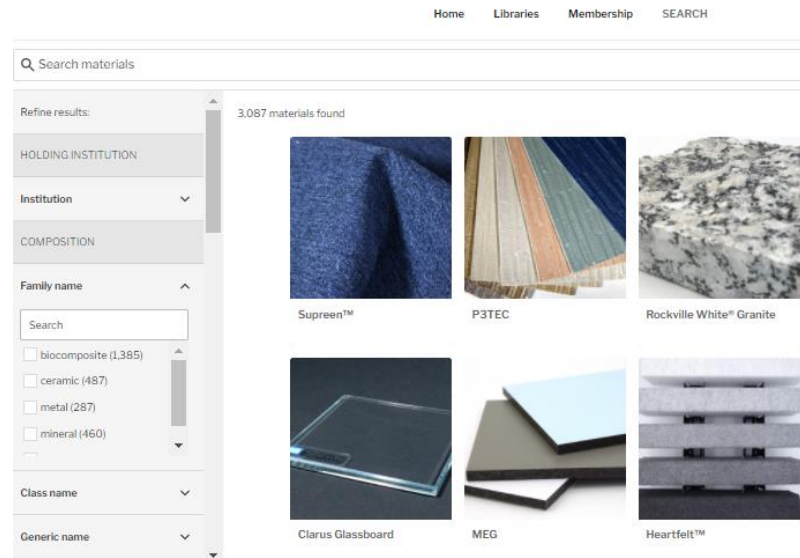 Home Libraries Membership SEARCH
Search materials
Refine results:
HOLDING INSTITUTION
Institution
COMPOSITION
Family name
Search
biocomposite (1,385)
ceramic (487)
metal (287)
mineral (460)
Class name
Generic name
3,087 materials found
Supreen™ P3TEC Rockville White® Granite
Clarus Glassboard MEG Heartfelt™